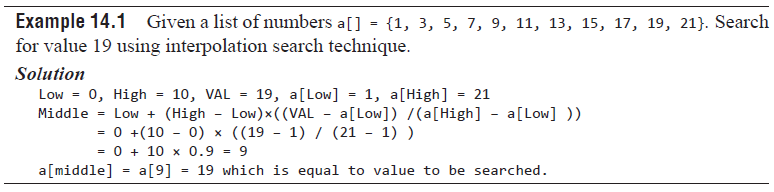 Example 14.1 Given a list of numbers a[] = {1, 3, 5, 7, 9, 11, 13, 15, 17, 19, 21}. Search
for value 19 using interpolation search technique.
Solution
Low = 0, High = 10, VAL = 19, a[Low] = 1, a[High] = 21
Middle = Low + (High – Low)×((VAL – a[Low]) /(a[High] – a[Low] ))
= 0 +(10 – 0) × ((19 – 1) / (21 – 1) )
= 0 + 10 × 0.9 = 9
a[middle] = a[9] = 19 which is equal to value to be searched.